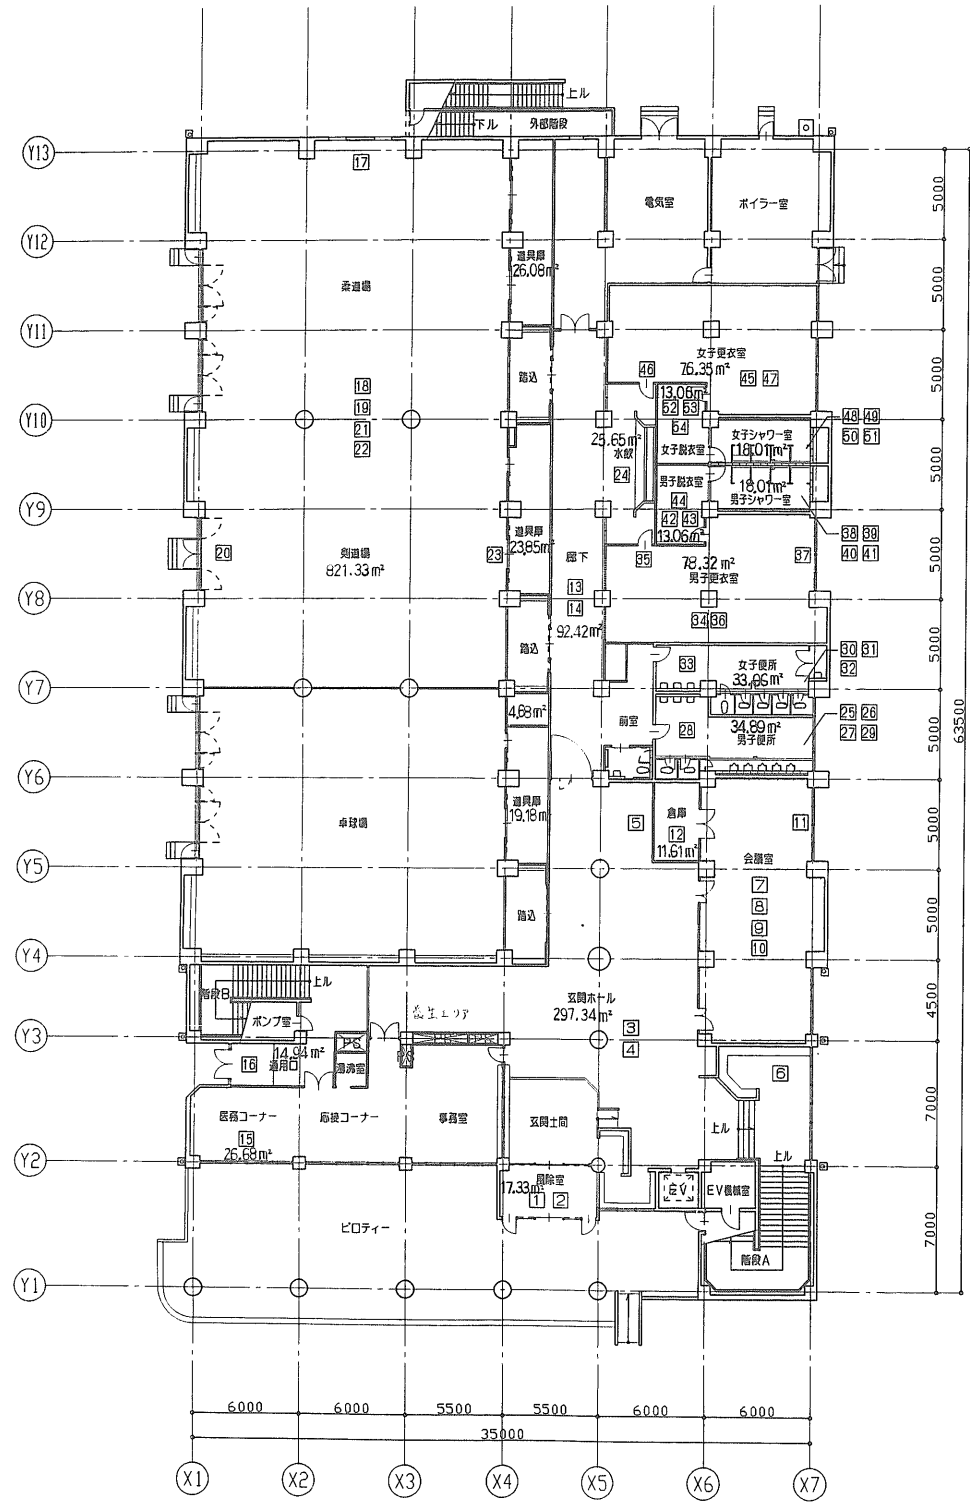 上ル
下ル
外部階段
Y13
17
電気室
ボイラー室
5000
Y12
道具庫
26.08m²
柔道場
5000
Y11
女子更衣室
76.35m²
46
45 47
踏込
18
13.08m²
52 53
5000
Y10
19
54
48 49
50 51
21
22
25.65m²
水飲
24
女子脱衣室
女子シャワー室
18.01m²
男子脱衣室
44
18.01m²
男子シャワー室
5000
Y9
42 43
13.06m²
38 39
40 41
20
剣道場
821.33m²
23
道具庫
23.85m²
廊下
35
78.32m²
男子更衣室
37
13
14
5000
Y8
34 36
92.42m²
踏込
30 31
32
33
女子便所
33.06m²
5000
Y7
4.68m²
前室
28
34.89m²
男子便所
25 26
27 29
5000
63500
Y6
道具庫
19.18m²
卓球場
5
倉庫
12
11.61m²
11
会議室
5000
Y5
7
8
9
10
踏込
5000
Y4
階段B
上ル
ポンプ室
玄関ホール
297.34m²
3
4
4500
Y3
PS
PS
PS
PS
14.94m²
通用口
16
湯沸室
6
医務コーナー
15
26.68m²
応接コーナー
事務室
玄関土間
上ル
上ル
7000
Y2
風除室
17.33m²
1 2
EV
EV機械室
ピロティー
階段A
7000
Y1
6000
6000
5500
5500
6000
6000
35000
X1
X2
X3
X4
X5
X6
X7